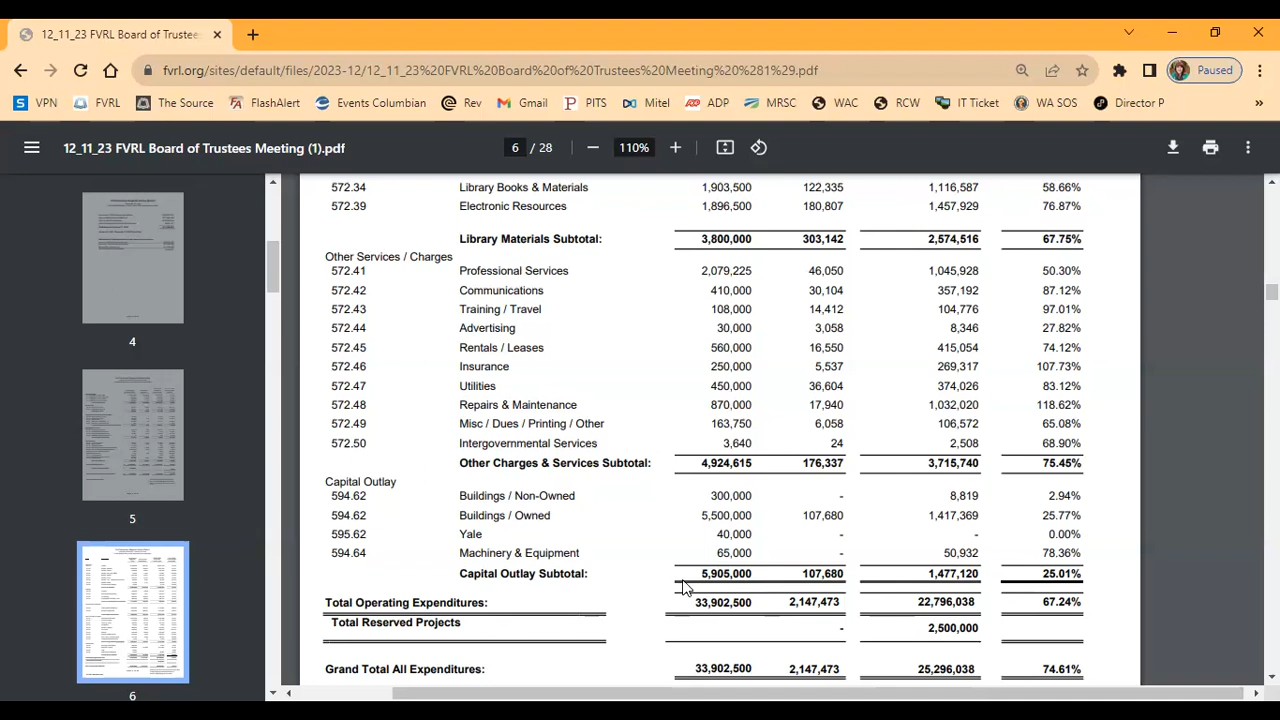 12_11_23 FVRL Board of Trustee
Paused
fvrl.org/sites/default/files/2023-12/12_11_23%20FVRL%20Board%20of%20Trustees%20Meeting%20%281%29.pdf
VPN FVRL The Source FlashAlert Events Columbian Rev Gmail PITS Mitel ADP MRSC WAC RCW IT Ticket WA SOS Director P »
12_11_23 FVRL Board of Trustees Meeting (1).pdf 6 / 28 110%
4
5
6
572.34 Library Books & Materials 1,903,500 122,335 1,116,587 58.66%
572.39 Electronic Resources 1,896,500 180,807 1,457,929 76.87%
Library Materials Subtotal: 3,800,000 303,142 2,574,516 67.75%
Other Services / Charges
572.41 Professional Services 2,079,225 46,050 1,045,928 50.30%
572.42 Communications 410,000 30,104 357,192 87.12%
572.43 Training / Travel 108,000 14,412 104,776 97.01%
572.44 Advertising 30,000 3,058 8,346 27.82%
572.45 Rentals / Leases 560,000 16,550 415,054 74.12%
572.46 Insurance 250,000 5,537 269,317 107.73%
572.47 Utilities 450,000 36,604 374,026 83.12%
572.48 Repairs & Maintenance 870,000 17,940 1,032,020 118.62%
572.49 Misc / Dues / Printing / Other 163,750 6,058 106,572 65.08%
572.50 Intergovernmental Services 3,640 24 2,508 68.90%
Other Charges & Services Subtotal: 4,924,615 176,337 3,715,740 75.45%
Capital Outlay
594.62 Buildings / Non-Owned 300,000 - 8,819 2.94%
594.62 Buildings / Owned 5,500,000 107,680 1,417,369 25.77%
595.62 Yale 40,000 - - 0.00%
594.64 Machinery & Equipment 65,000 - 50,932 78.36%
Capital Outlay Subtotal: 5,905,000 107,680 1,477,120 25.01%
Total Operating Expenditures: 33,902,500 2,147,473 22,796,038 67.24%
Total Reserved Projects - 2,500,000
Grand Total All Expenditures: 33,902,500 2,147,473 25,296,038 74.61%